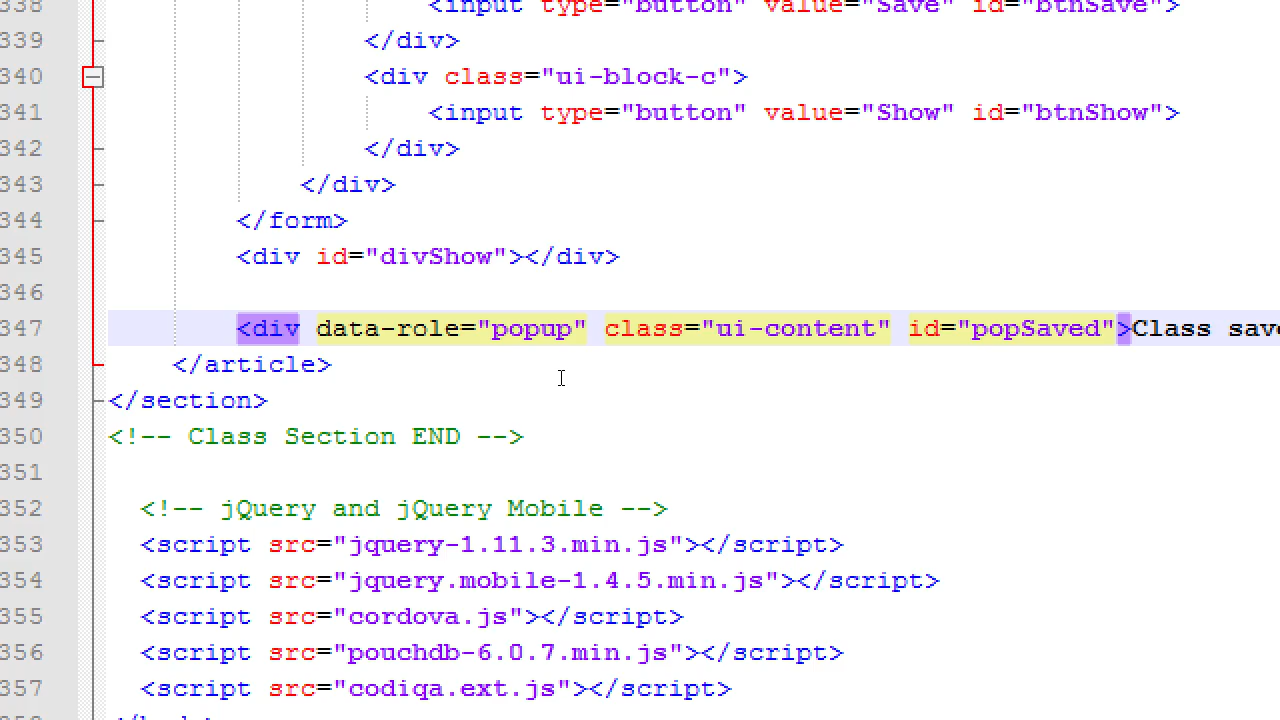 338 <input type="button" value="Save" id="btnSave">
339 </div>
340 <div class="ui-block-c">
341 <input type="button" value="Show" id="btnShow">
342 </div>
343 </div>
344 </form>
345 <div id="divShow"></div>
346
347 <div data-role="popup" class="ui-content" id="popSaved">Class save
348 </article>
349 </section>
350 <!-- Class Section END -->
351
352 <!-- jQuery and jQuery Mobile -->
353 <script src="jquery-1.11.3.min.js"></script>
354 <script src="jquery.mobile-1.4.5.min.js"></script>
355 <script src="cordova.js"></script>
356 <script src="pouchdb-6.0.7.min.js"></script>
357 <script src="codiqa.ext.js"></script>